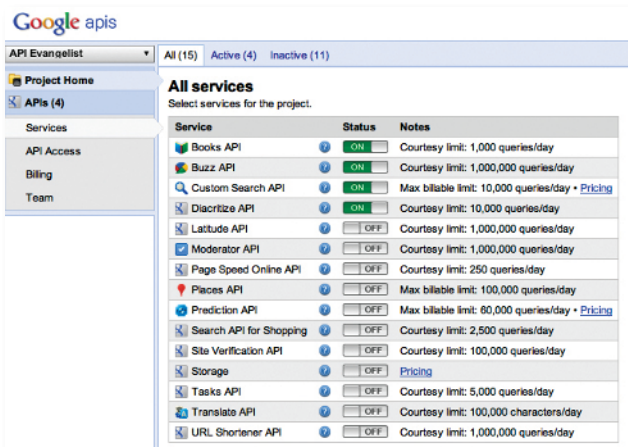 Google apis
API Evangelist
All (15) Active (4) Inactive (11)
Project Home
APIs (4)
Services
API Access
Billing
Team
All services
Select services for the project.
Service Status Notes
Books API ? ON Courtesy limit: 1,000 queries/day
Buzz API ? ON Courtesy limit: 1,000,000 queries/day
Custom Search API ? ON Max billable limit: 10,000 queries/day • Pricing
Diacritize API ? ON Courtesy limit: 10,000 queries/day
Latitude API ? OFF Courtesy limit: 1,000,000 queries/day
Moderator API ? OFF Courtesy limit: 1,000,000 queries/day
Page Speed Online API ? OFF Courtesy limit: 250 queries/day
Places API ? OFF Max billable limit: 100,000 queries/day
Prediction API ? OFF Max billable limit: 60,000 queries/day • Pricing
Search API for Shopping ? OFF Courtesy limit: 2,500 queries/day
Site Verification API ? OFF Courtesy limit: 100,000 queries/day
Storage ? OFF Pricing
Tasks API ? OFF Courtesy limit: 5,000 queries/day
Translate API ? OFF Courtesy limit: 100,000 characters/day
URL Shortener API ? OFF Courtesy limit: 1,000,000 queries/day